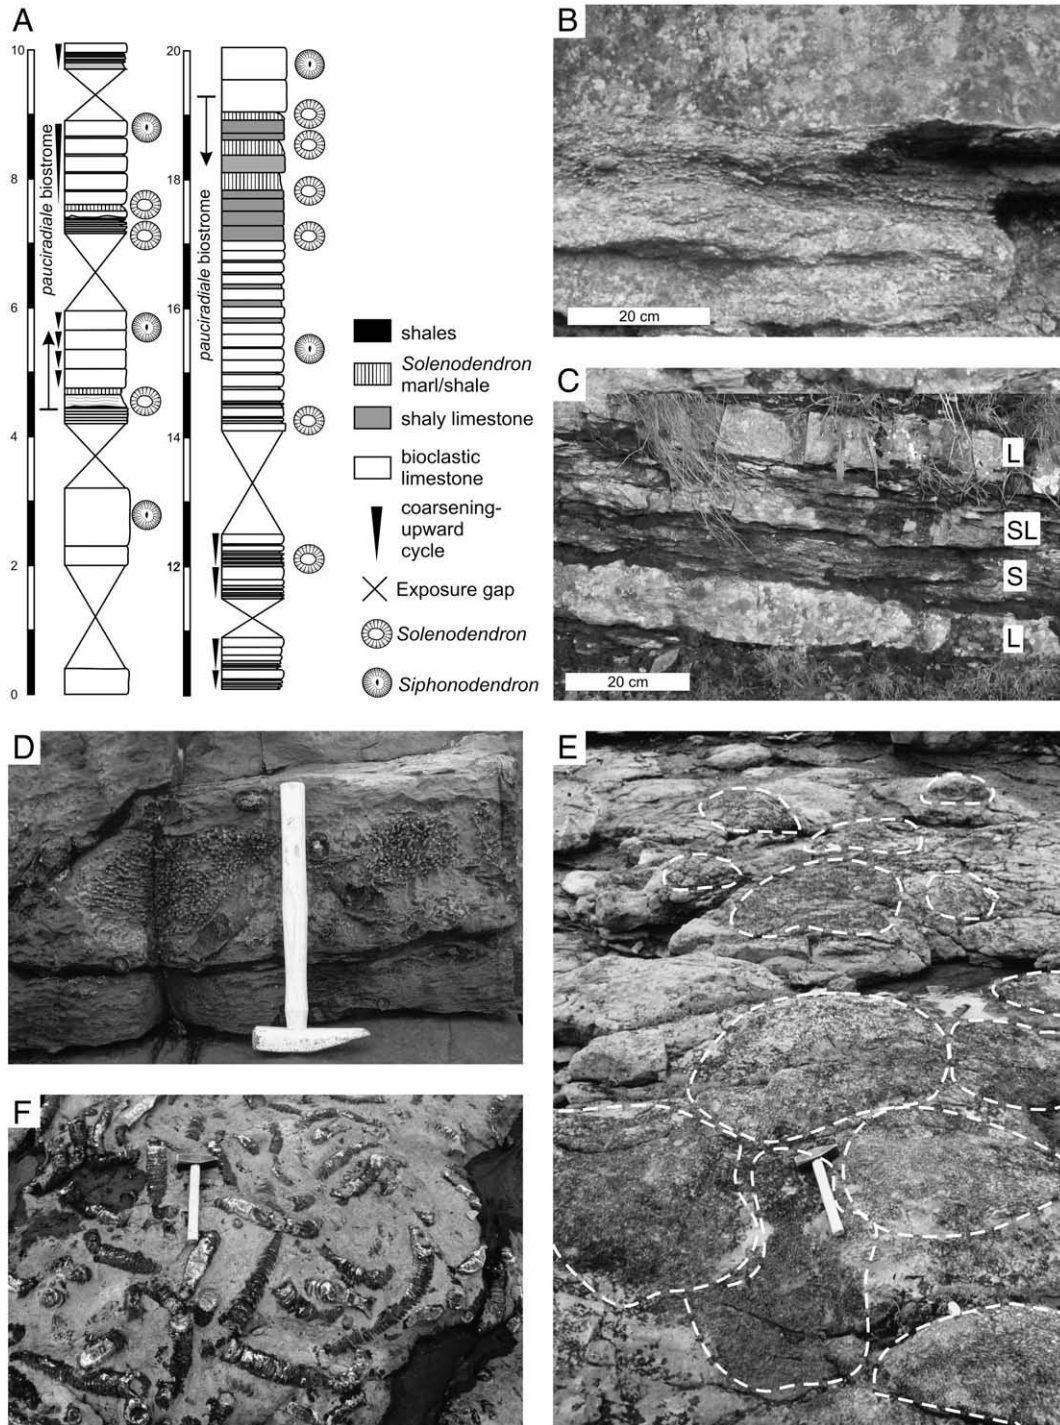 A
10
8
6
4
2
0
pauciradiale biostrome
20
18
16
14
12
pauciradiale biostrome
shales
Solenodendron
marl/shale
shaly limestone
bioclastic
limestone
coarsening-
upward
cycle
Exposure gap
Solenodendron
Siphonodendron
B
20 cm
C
L
SL
S
L
20 cm
D
E
F